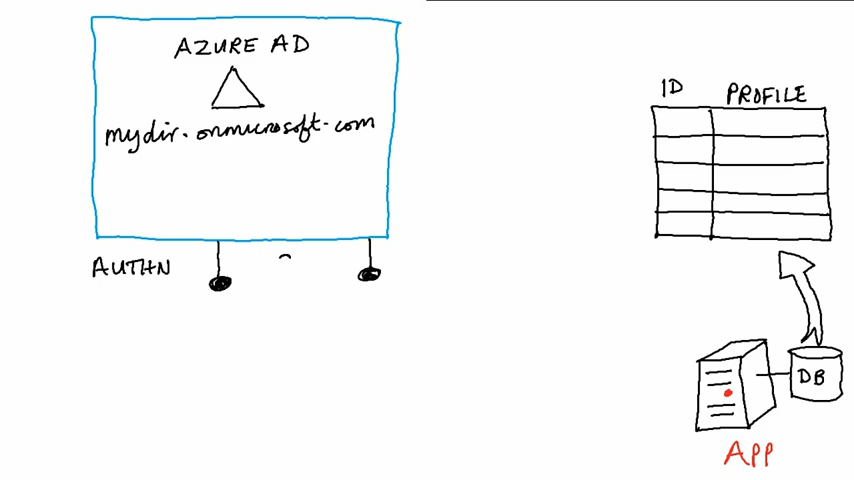 AZURE AD
mydir.onmicrosoft.com
AUTHN
ID PROFILE
DB
APP